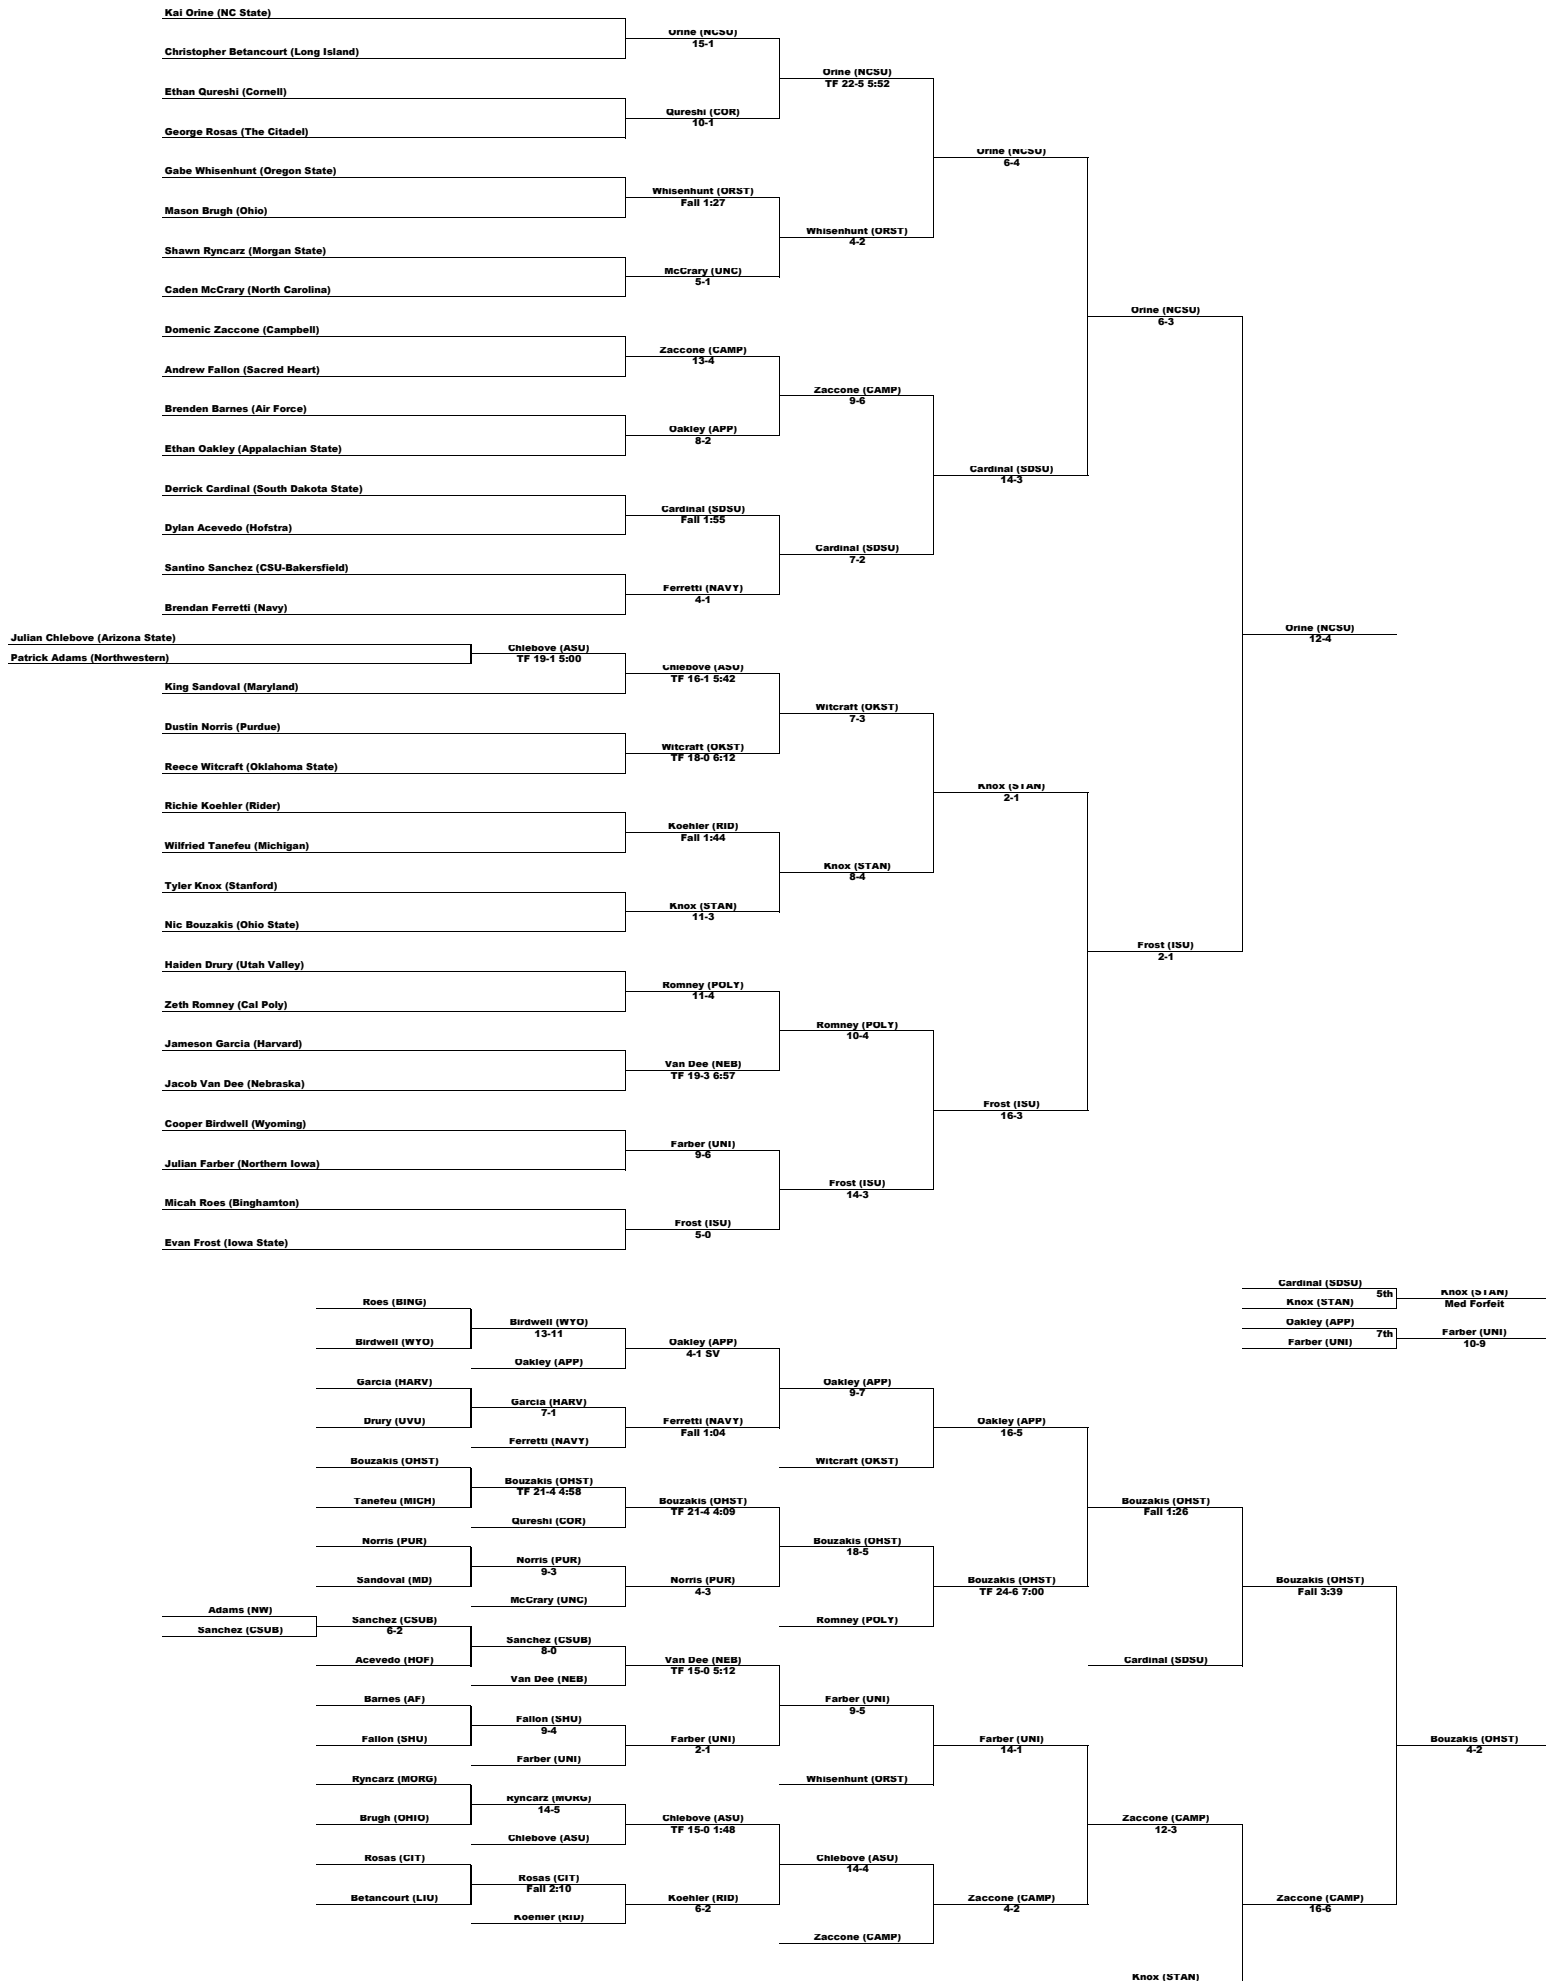 Kai Orine (NC State)
Orine (NCSU)
15-1
Christopher Betancourt (Long Island)
Orine (NCSU)
TF 22-5 5:52
Ethan Qureshi (Cornell)
Qureshi (COR)
10-1
George Rosas (The Citadel)
Orine (NCSU)
6-4
Gabe Whisenhunt (Oregon State)
Whisenhunt (ORST)
Fall 1:27
Mason Brugh (Ohio)
Whisenhunt (ORST)
4-2
Shawn Ryncarz (Morgan State)
McCrary (UNC)
5-1
Caden McCrary (North Carolina)
Orine (NCSU)
6-3
Domenic Zaccone (Campbell)
Zaccone (CAMP)
13-4
Andrew Fallon (Sacred Heart)
Zaccone (CAMP)
9-6
Brenden Barnes (Air Force)
Oakley (APP)
8-2
Ethan Oakley (Appalachian State)
Cardinal (SDSU)
14-3
Derrick Cardinal (South Dakota State)
Cardinal (SDSU)
Fall 1:55
Dylan Acevedo (Hofstra)
Cardinal (SDSU)
7-2
Santino Sanchez (CSU-Bakersfield)
Ferretti (NAVY)
4-1
Brendan Ferretti (Navy)
Orine (NCSU)
12-4
Julian Chlebove (Arizona State)
Chlebove (ASU)
TF 19-1 5:00
Patrick Adams (Northwestern)
Chlebove (ASU)
TF 16-1 5:42
King Sandoval (Maryland)
Witcraft (OKST)
7-3
Dustin Norris (Purdue)
Witcraft (OKST)
TF 18-0 6:12
Reece Witcraft (Oklahoma State)
Knox (STAN)
2-1
Richie Koehler (Rider)
Koehler (RID)
Fall 1:44
Wilfried Tanefeu (Michigan)
Knox (STAN)
8-4
Tyler Knox (Stanford)
Knox (STAN)
11-3
Nic Bouzakis (Ohio State)
Frost (ISU)
2-1
Haiden Drury (Utah Valley)
Romney (POLY)
11-4
Zeth Romney (Cal Poly)
Romney (POLY)
10-4
Jameson Garcia (Harvard)
Van Dee (NEB)
TF 19-3 6:57
Jacob Van Dee (Nebraska)
Frost (ISU)
16-3
Cooper Birdwell (Wyoming)
Farber (UNI)
9-6
Julian Farber (Northern Iowa)
Frost (ISU)
14-3
Micah Roes (Binghamton)
Frost (ISU)
5-0
Evan Frost (Iowa State)
Cardinal (SDSU)
5th
Knox (STAN)
Med Forfeit
Knox (STAN)
Oakley (APP)
7th
Farber (UNI)
10-9
Farber (UNI)
Roes (BING)
Birdwell (WYO)
13-11
Birdwell (WYO)
Oakley (APP)
4-1 SV
Oakley (APP)
Garcia (HARV)
Oakley (APP)
9-7
Garcia (HARV)
7-1
Drury (UVU)
Ferretti (NAVY)
Fall 1:04
Oakley (APP)
16-5
Ferretti (NAVY)
Bouzakis (OHST)
Witcraft (OKST)
Bouzakis (OHST)
TF 21-4 4:58
Tanefeu (MICH)
Bouzakis (OHST)
TF 21-4 4:09
Bouzakis (OHST)
Fall 1:26
Qureshi (COR)
Norris (PUR)
Bouzakis (OHST)
18-5
Norris (PUR)
9-3
Sandoval (MD)
Norris (PUR)
4-3
Bouzakis (OHST)
TF 24-6 7:00
Bouzakis (OHST)
Fall 3:39
McCrary (UNC)
Adams (NW)
Sanchez (CSUB)
6-2
Romney (POLY)
Sanchez (CSUB)
Sanchez (CSUB)
8-0
Acevedo (HOF)
Van Dee (NEB)
TF 15-0 5:12
Cardinal (SDSU)
Van Dee (NEB)
Barnes (AF)
Farber (UNI)
9-5
Fallon (SHU)
9-4
Fallon (SHU)
Farber (UNI)
2-1
Farber (UNI)
14-1
Bouzakis (OHST)
4-2
Farber (UNI)
Ryncarz (MORG)
Whisenhunt (ORST)
Ryncarz (MORG)
14-5
Brugh (OHIO)
Chlebove (ASU)
TF 15-0 1:48
Zaccone (CAMP)
12-3
Chlebove (ASU)
Rosas (CIT)
Chlebove (ASU)
14-4
Rosas (CIT)
Fall 2:10
Betancourt (LIU)
Koehler (RID)
6-2
Zaccone (CAMP)
4-2
Zaccone (CAMP)
16-6
Koehler (RID)
Zaccone (CAMP)
Knox (STAN)